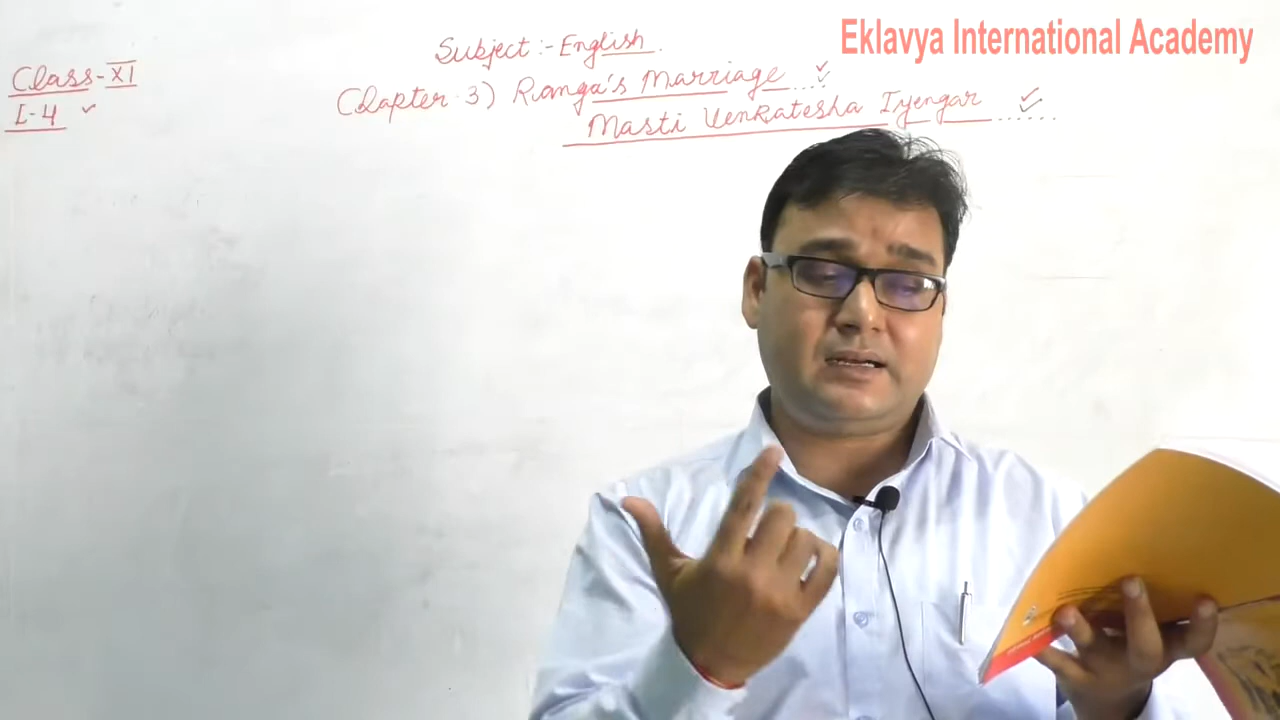 Eklavya International Academy
Subject :- English.
Class-XI
L-4
Chapter 3) Ranga's Marriage...
Masti Venkatesha Iyengar ......